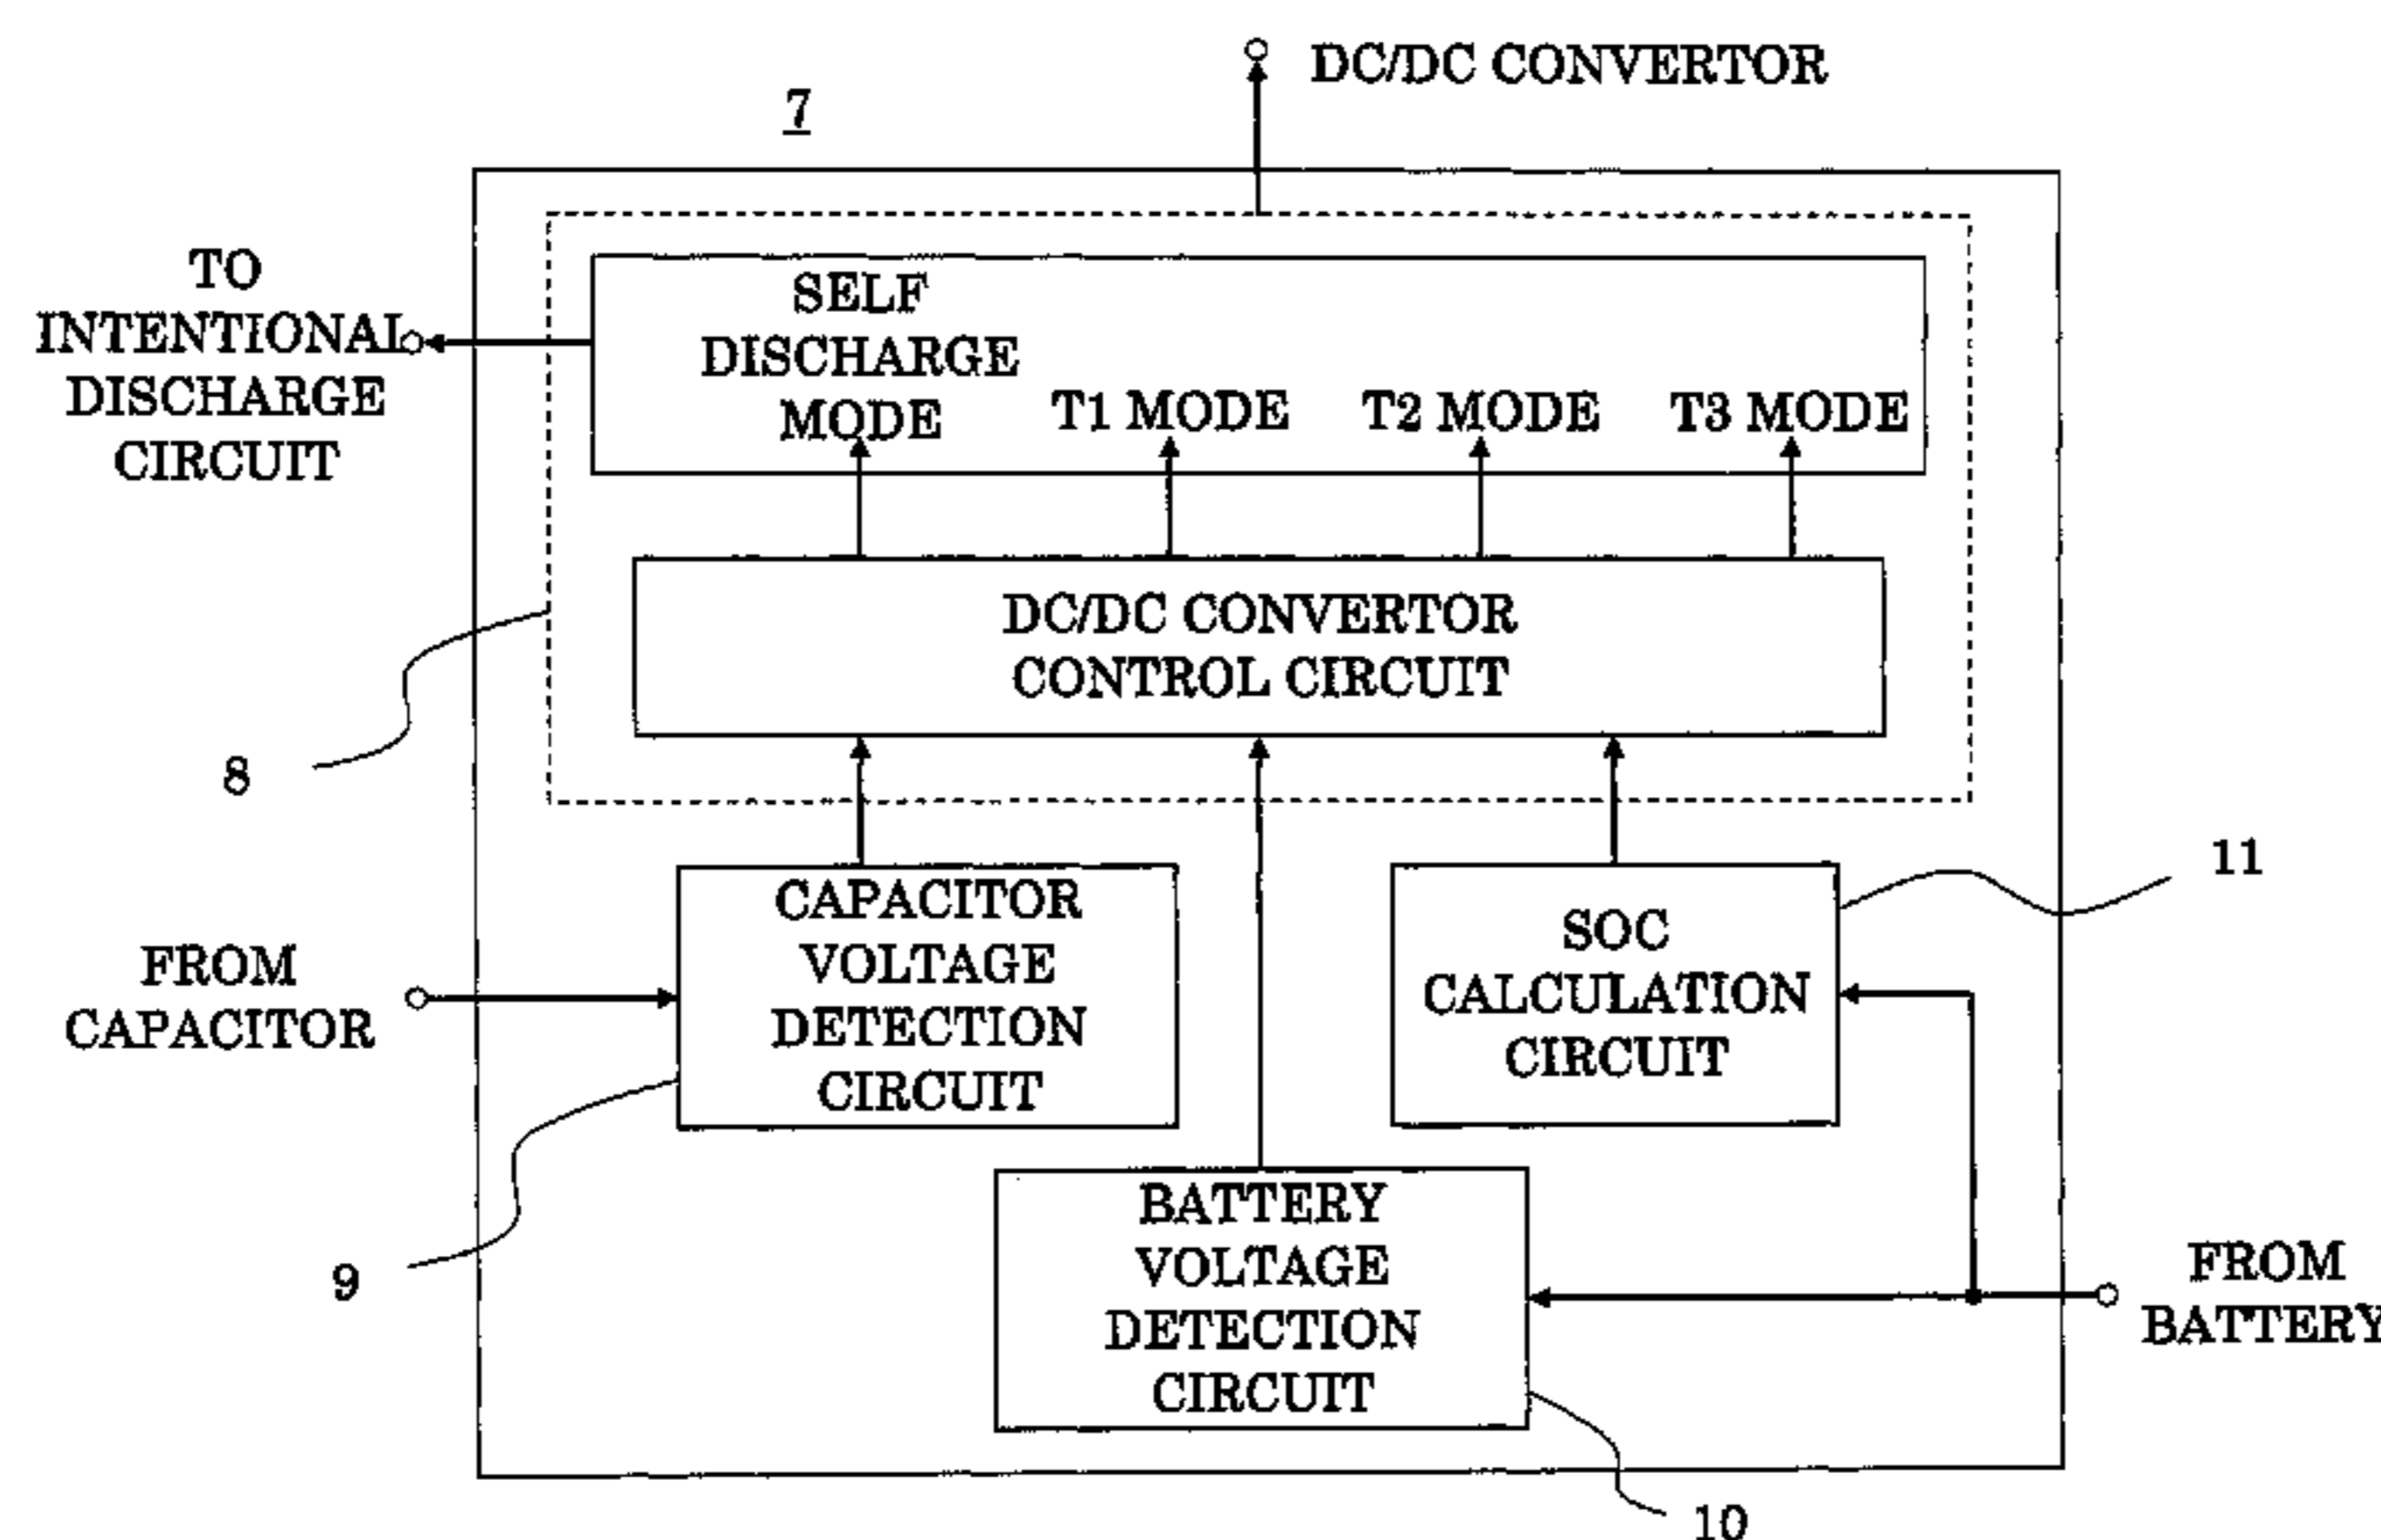 DC/DC CONVERTOR
7
TO
INTENTIONAL
DISCHARGE
CIRCUIT
SELF
DISCHARGE
MODE
T1 MODE
T2 MODE
T3 MODE
DC/DC CONVERTOR
CONTROL CIRCUIT
8
CAPACITOR
VOLTAGE
DETECTION
CIRCUIT
SOC
CALCULATION
CIRCUIT
11
FROM
CAPACITOR
9
BATTERY
VOLTAGE
DETECTION
CIRCUIT
FROM
BATTERY
10